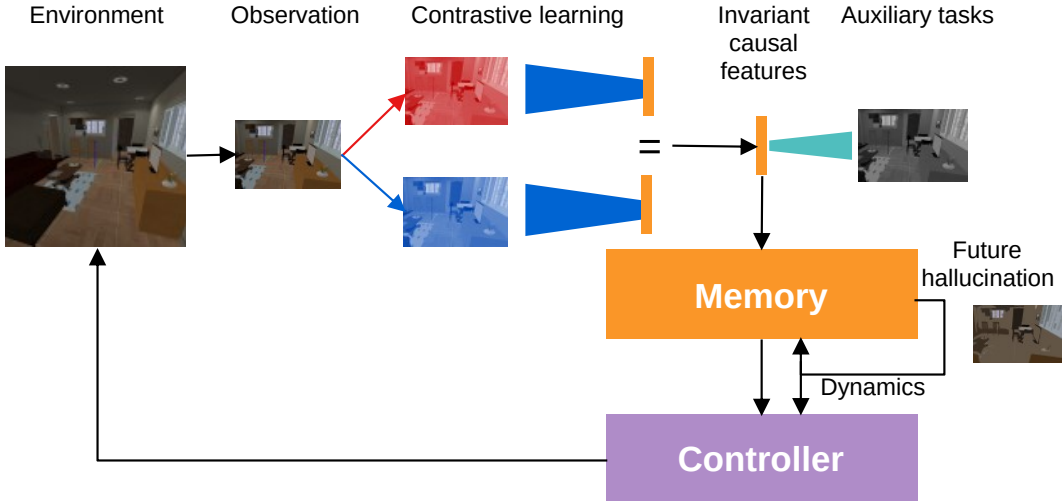 Environment
Observation
Contrastive learning
Invariant
causal
features
Auxiliary tasks
=
Memory
Future
hallucination
Dynamics
Controller